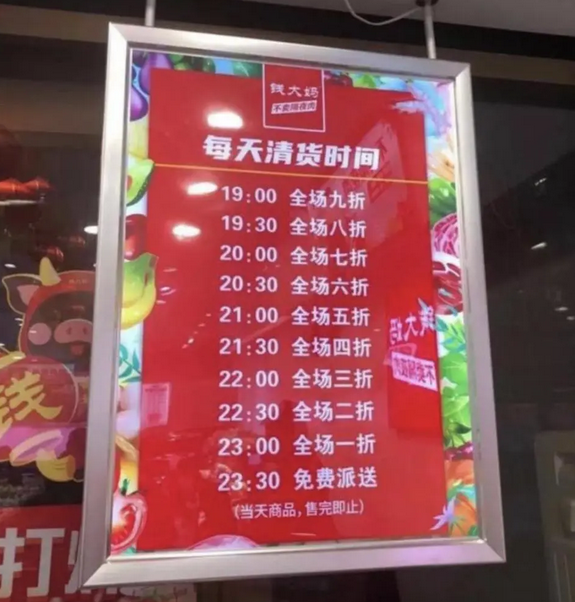 钱大妈
不卖隔夜肉
每天清货时间
19:00 全场九折
19:30 全场八折
20:00 全场七折
20:30 全场六折
21:00 全场五折
21:30 全场四折
22:00 全场三折
22:30 全场二折
23:00 全场一折
23:30 免费派送
(当天商品,售完即止)
钱
打